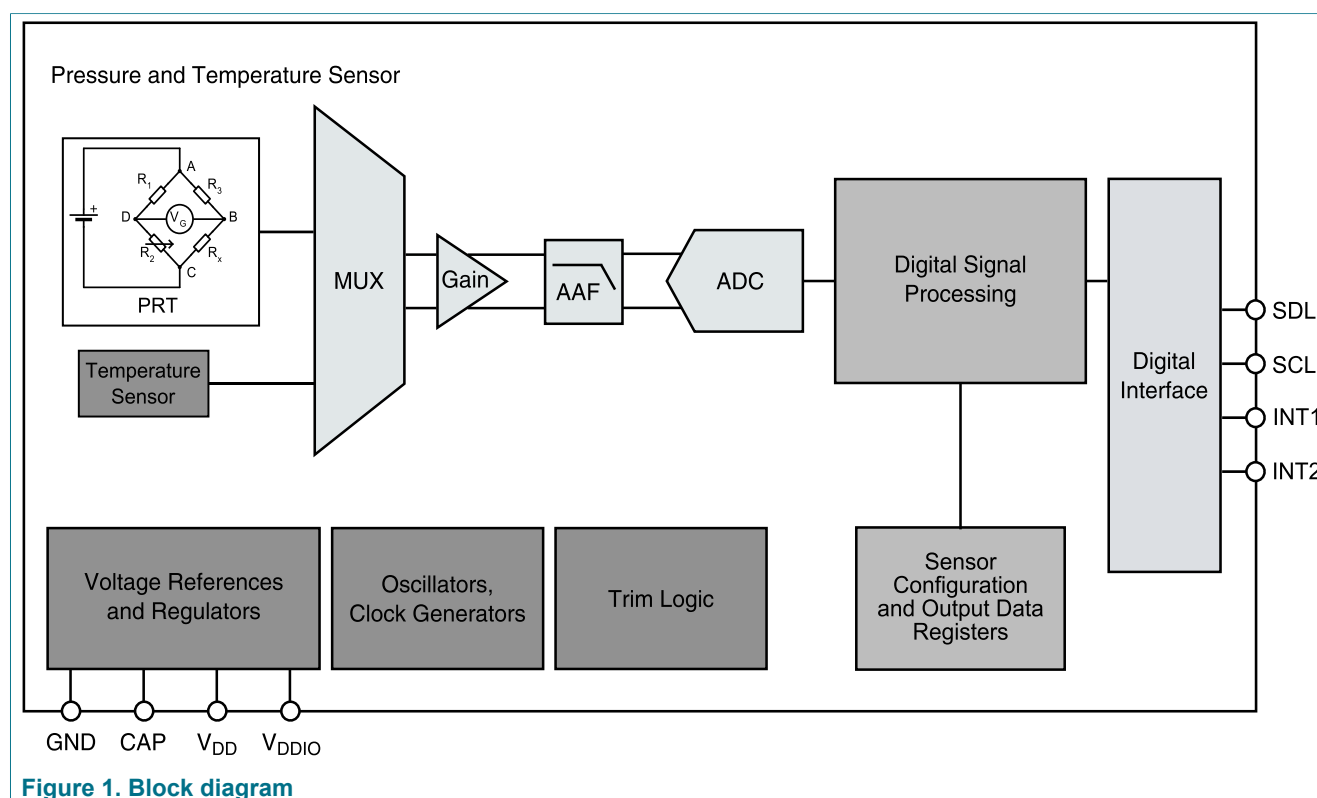 Pressure and Temperature Sensor
A
R1
R3
+
D
VG
B
R2
Rx
C
PRT
Temperature
Sensor
MUX
Gain
AAF
ADC
Digital Signal
Processing
Digital
Interface
SDL
SCL
INT1
INT2
Voltage References
and Regulators
Oscillators,
Clock Generators
Trim Logic
Sensor
Configuration
and Output Data
Registers
GND
CAP
VDD
VDDIO
Figure 1. Block diagram